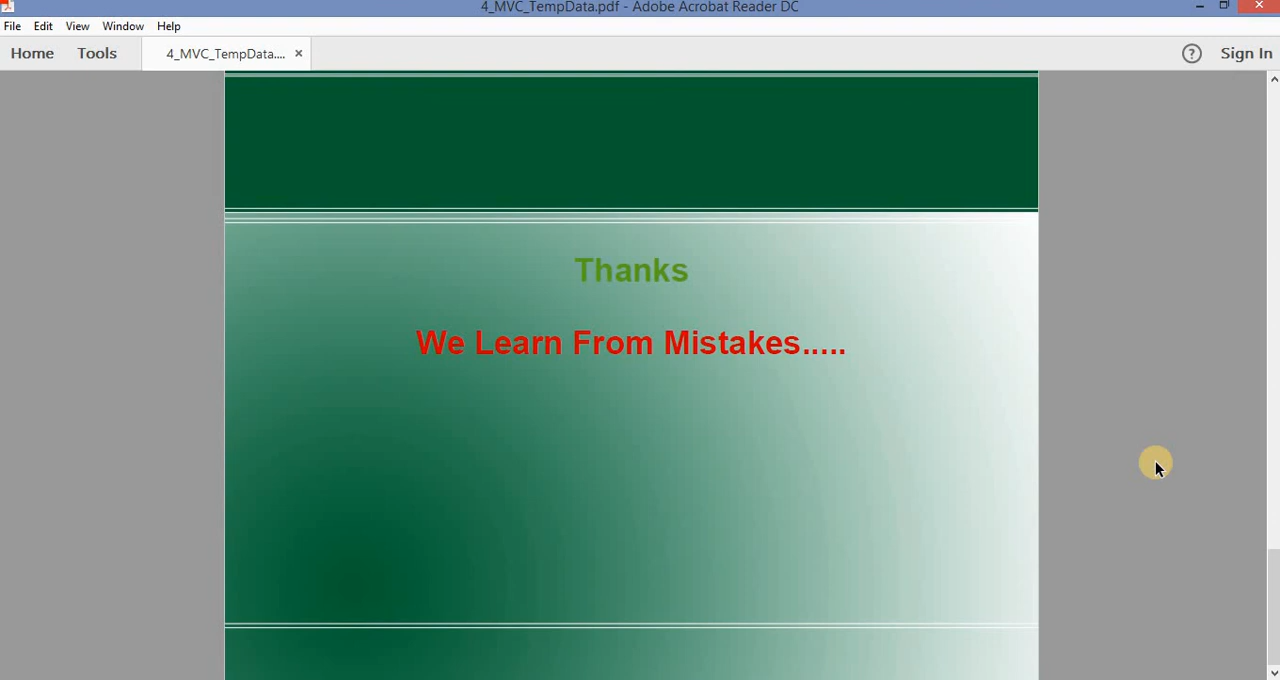 4_MVC_TempData.pdf - Adobe Acrobat Reader DC
File Edit View Window Help
Home Tools 4_MVC_TempData.... × ? Sign In
Thanks
We Learn From Mistakes.....